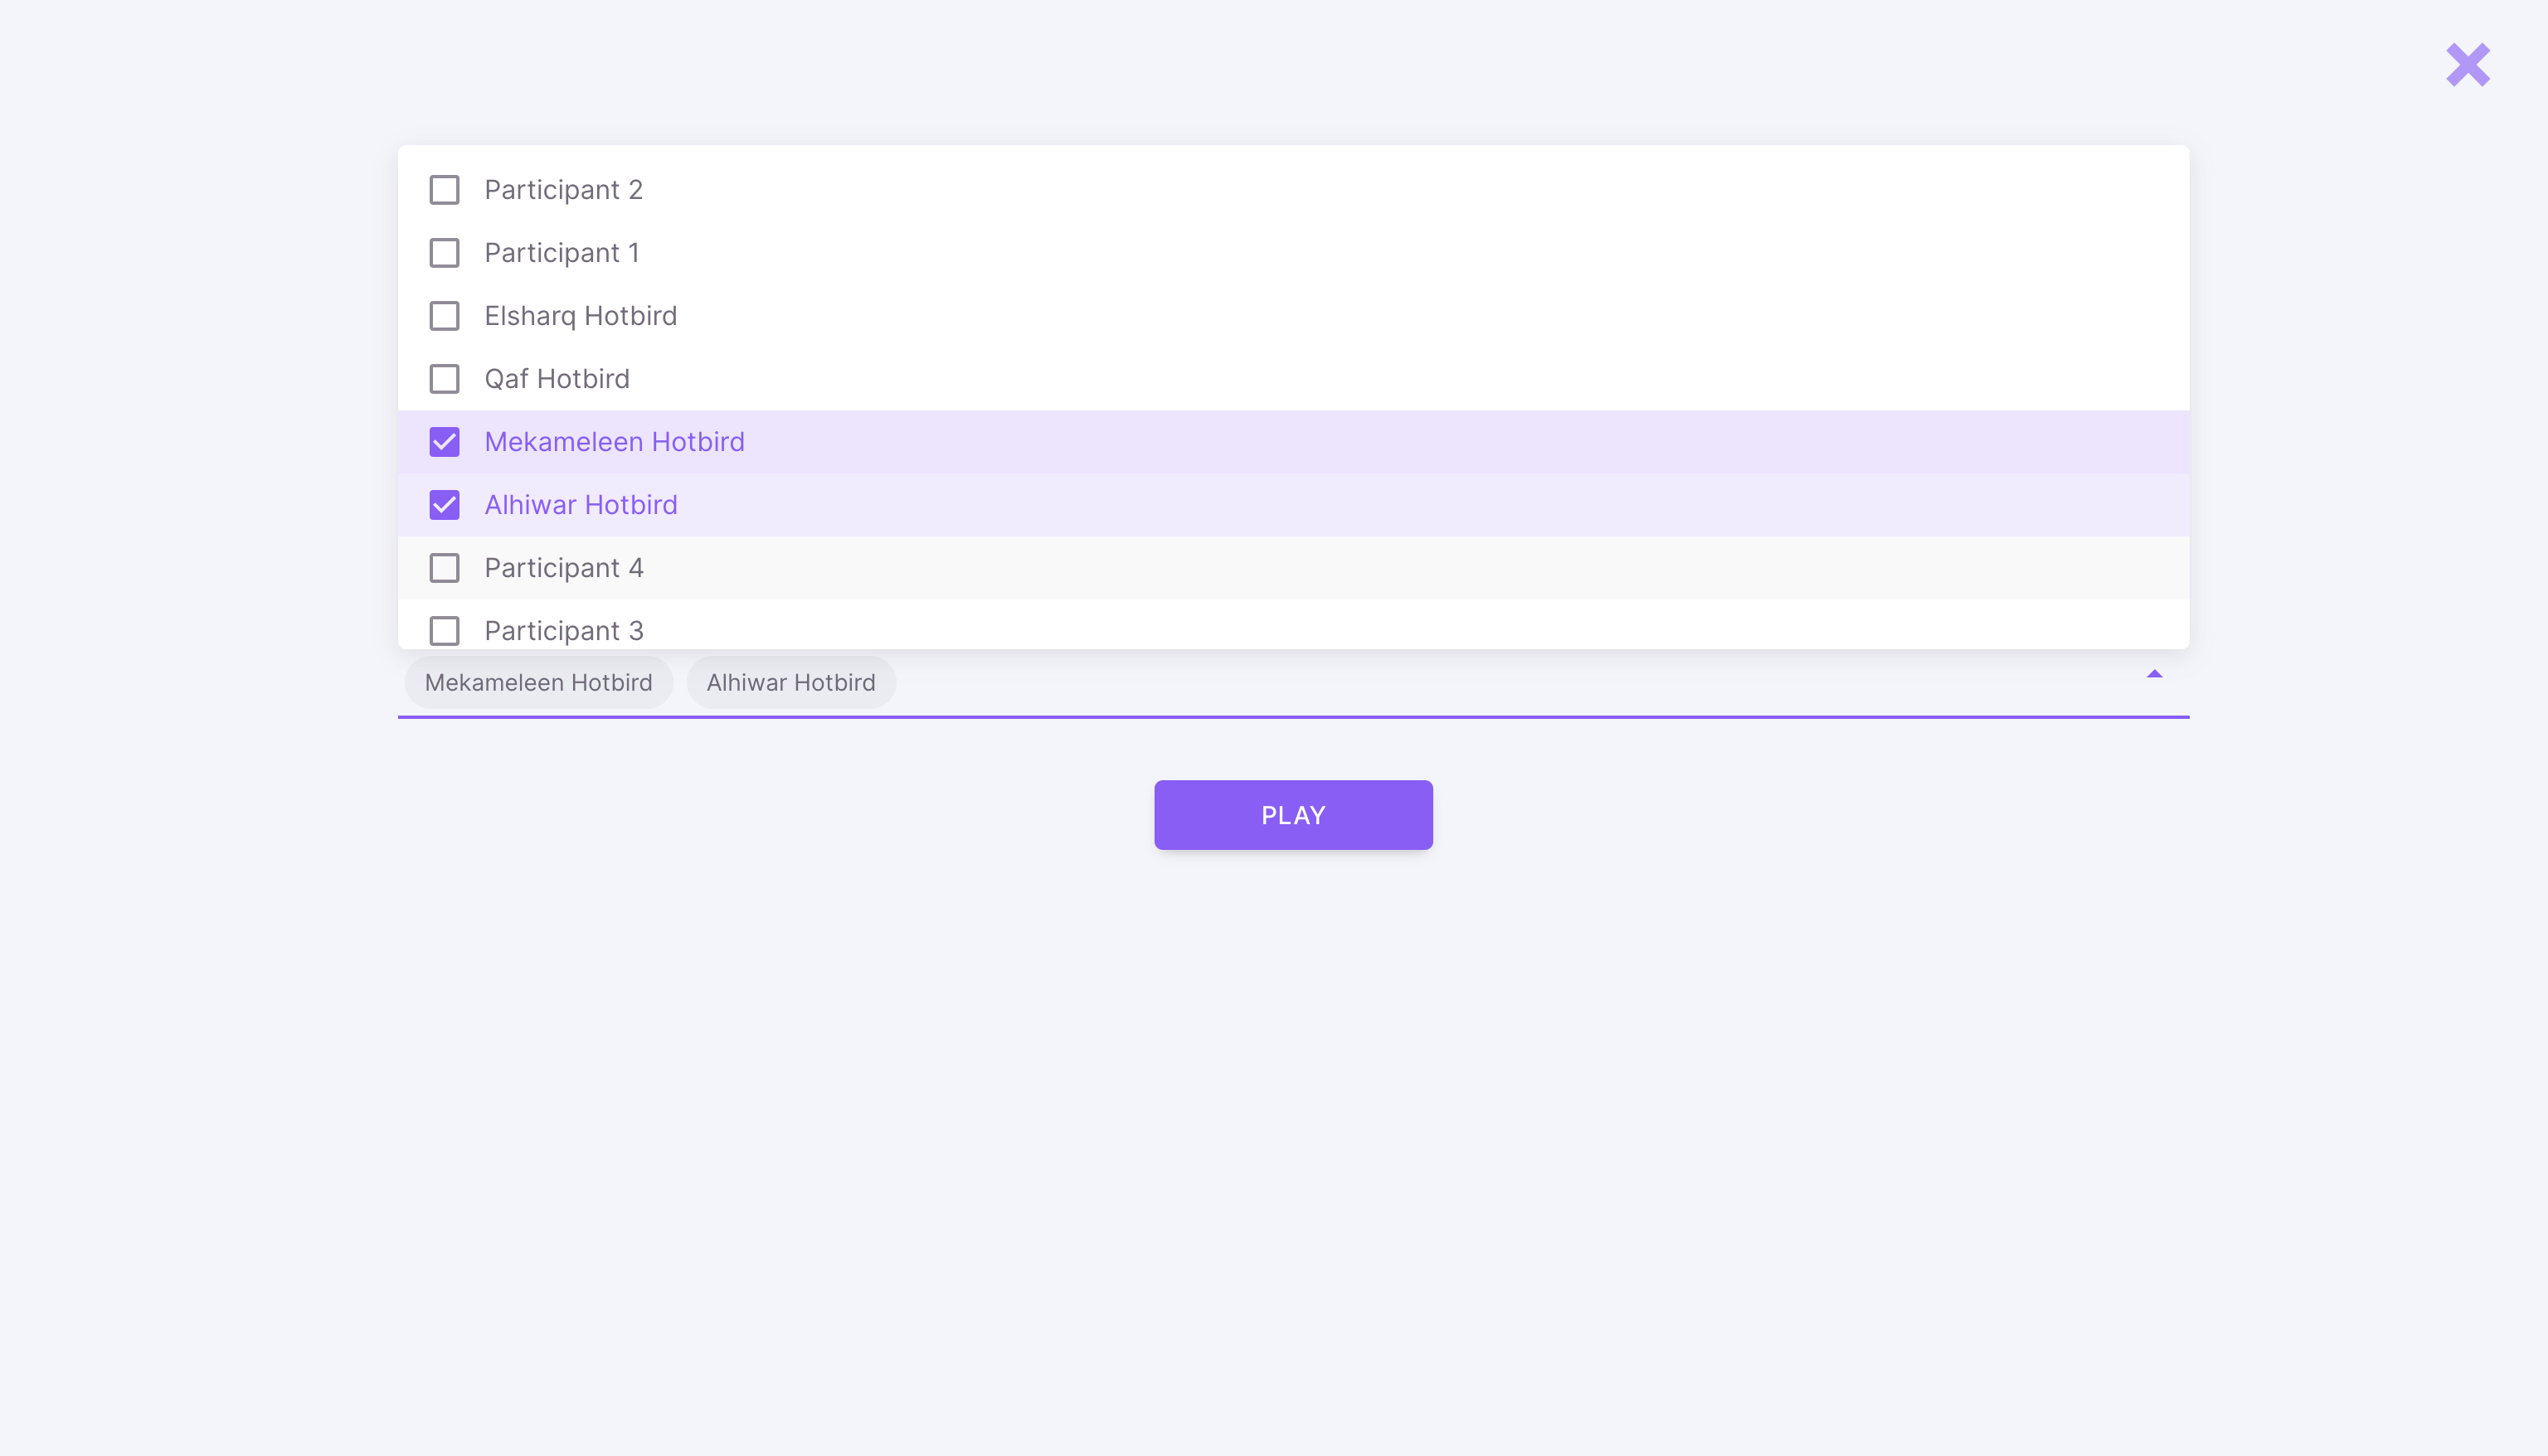 Participant 2
Participant 1
Elsharq Hotbird
Qaf Hotbird
Mekameleen Hotbird
Alhiwar Hotbird
Participant 4
Participant 3
Mekameleen Hotbird Alhiwar Hotbird
PLAY